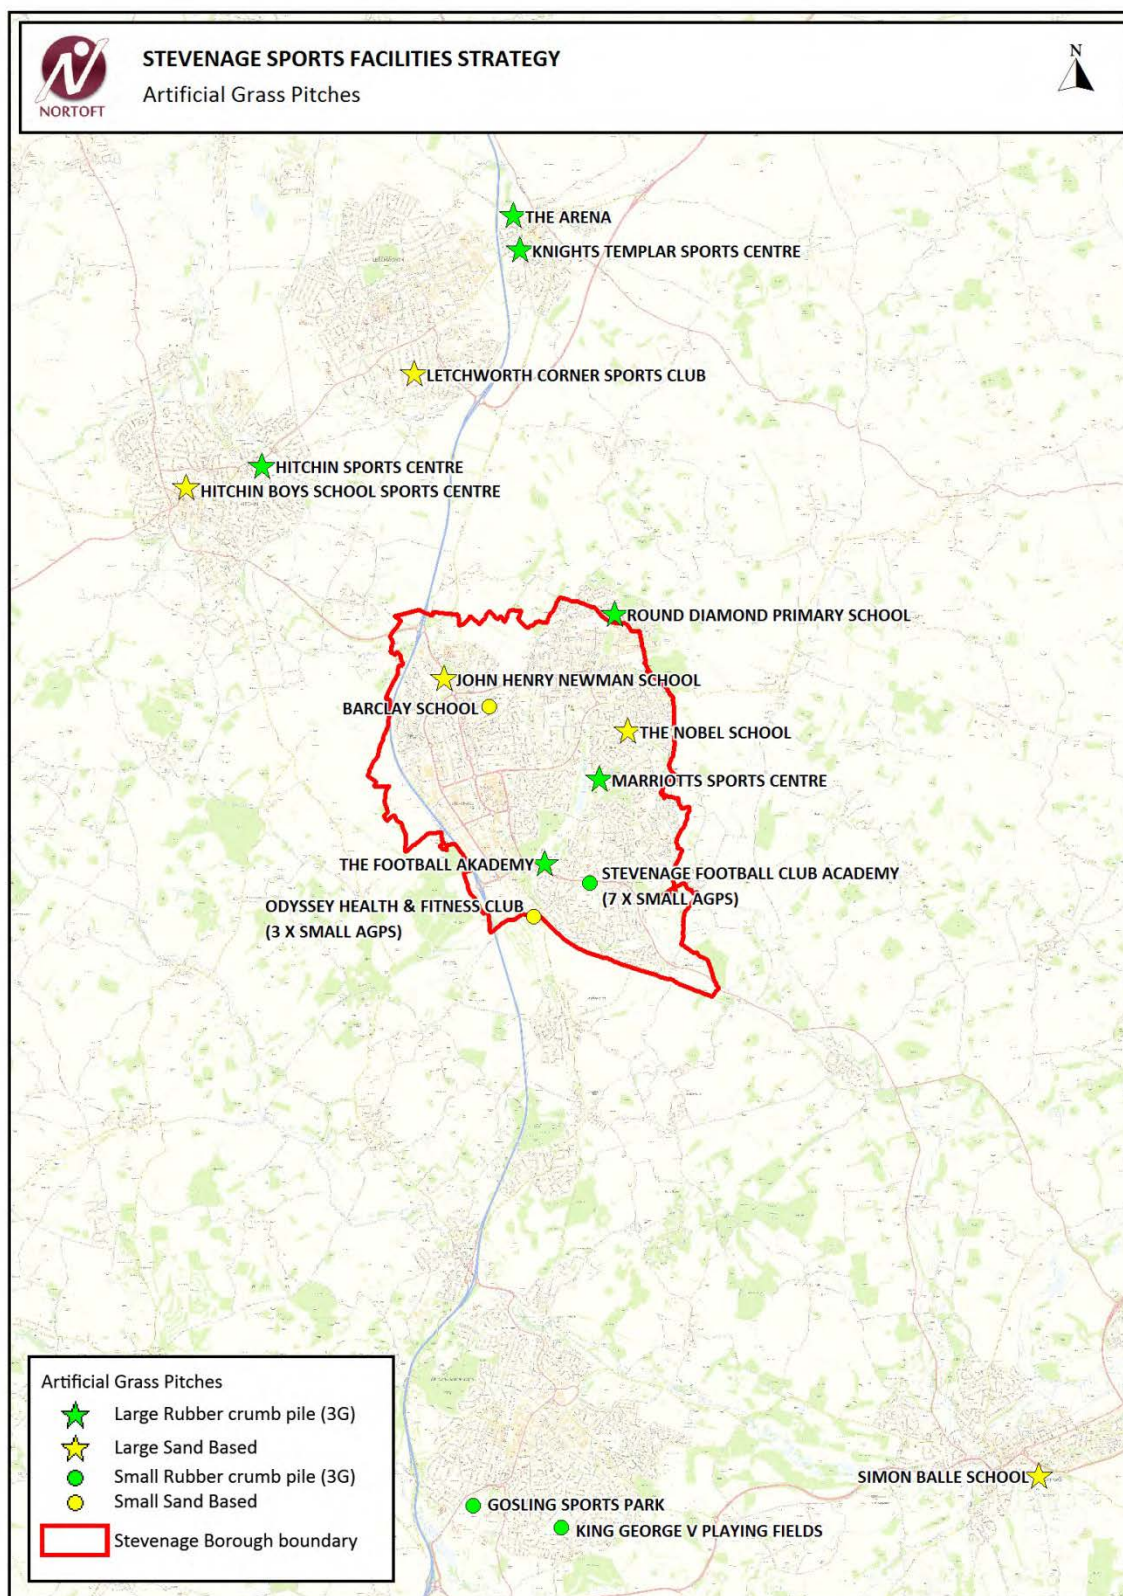 NORTOFT
STEVENAGE SPORTS FACILITIES STRATEGY
Artificial Grass Pitches
N
THE ARENA
KNIGHTS TEMPLAR SPORTS CENTRE
LETCHWORTH CORNER SPORTS CLUB
HITCHIN SPORTS CENTRE
HITCHIN BOYS SCHOOL SPORTS CENTRE
ROUND DIAMOND PRIMARY SCHOOL
JOHN HENRY NEWMAN SCHOOL
BARCLAY SCHOOL
THE NOBEL SCHOOL
MARRIOTTS SPORTS CENTRE
THE FOOTBALL AKADEMY
STEVENAGE FOOTBALL CLUB ACADEMY
(7 X SMALL AGPS)
ODYSSEY HEALTH & FITNESS CLUB
(3 X SMALL AGPS)
SIMON BALLE SCHOOL
GOSLING SPORTS PARK
KING GEORGE V PLAYING FIELDS
Artificial Grass Pitches
Large Rubber crumb pile (3G)
Large Sand Based
Small Rubber crumb pile (3G)
Small Sand Based
Stevenage Borough boundary